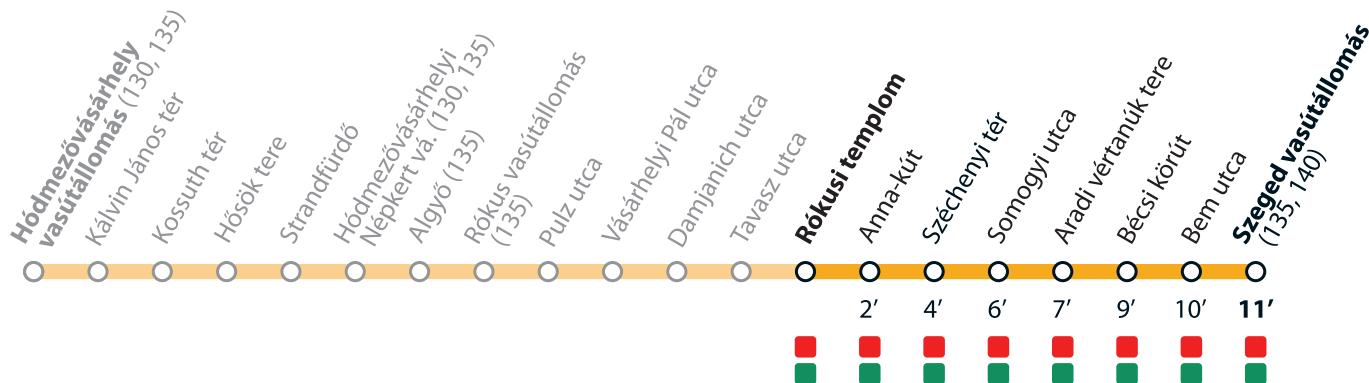 Hódmezővásárhely
vasútállomás (130, 135)
Kálvin János tér
Kossuth tér
Hősök tere
Strandfürdő
Hódmezővásárhelyi
Népkert vá. (130, 135)
Algyő (135)
Rókus vasútállomás
(135)
Pulz utca
Vásárhelyi Pál utca
Damjanich utca
Tavasz utca
Rókusi templom
Anna-kút
Széchenyi tér
Somogyi utca
Aradi vértanúk tere
Bécsi körút
Bem utca
Szeged vasútállomás
(135, 140)
2’ 4’ 6’ 7’ 9’ 10’ 11’